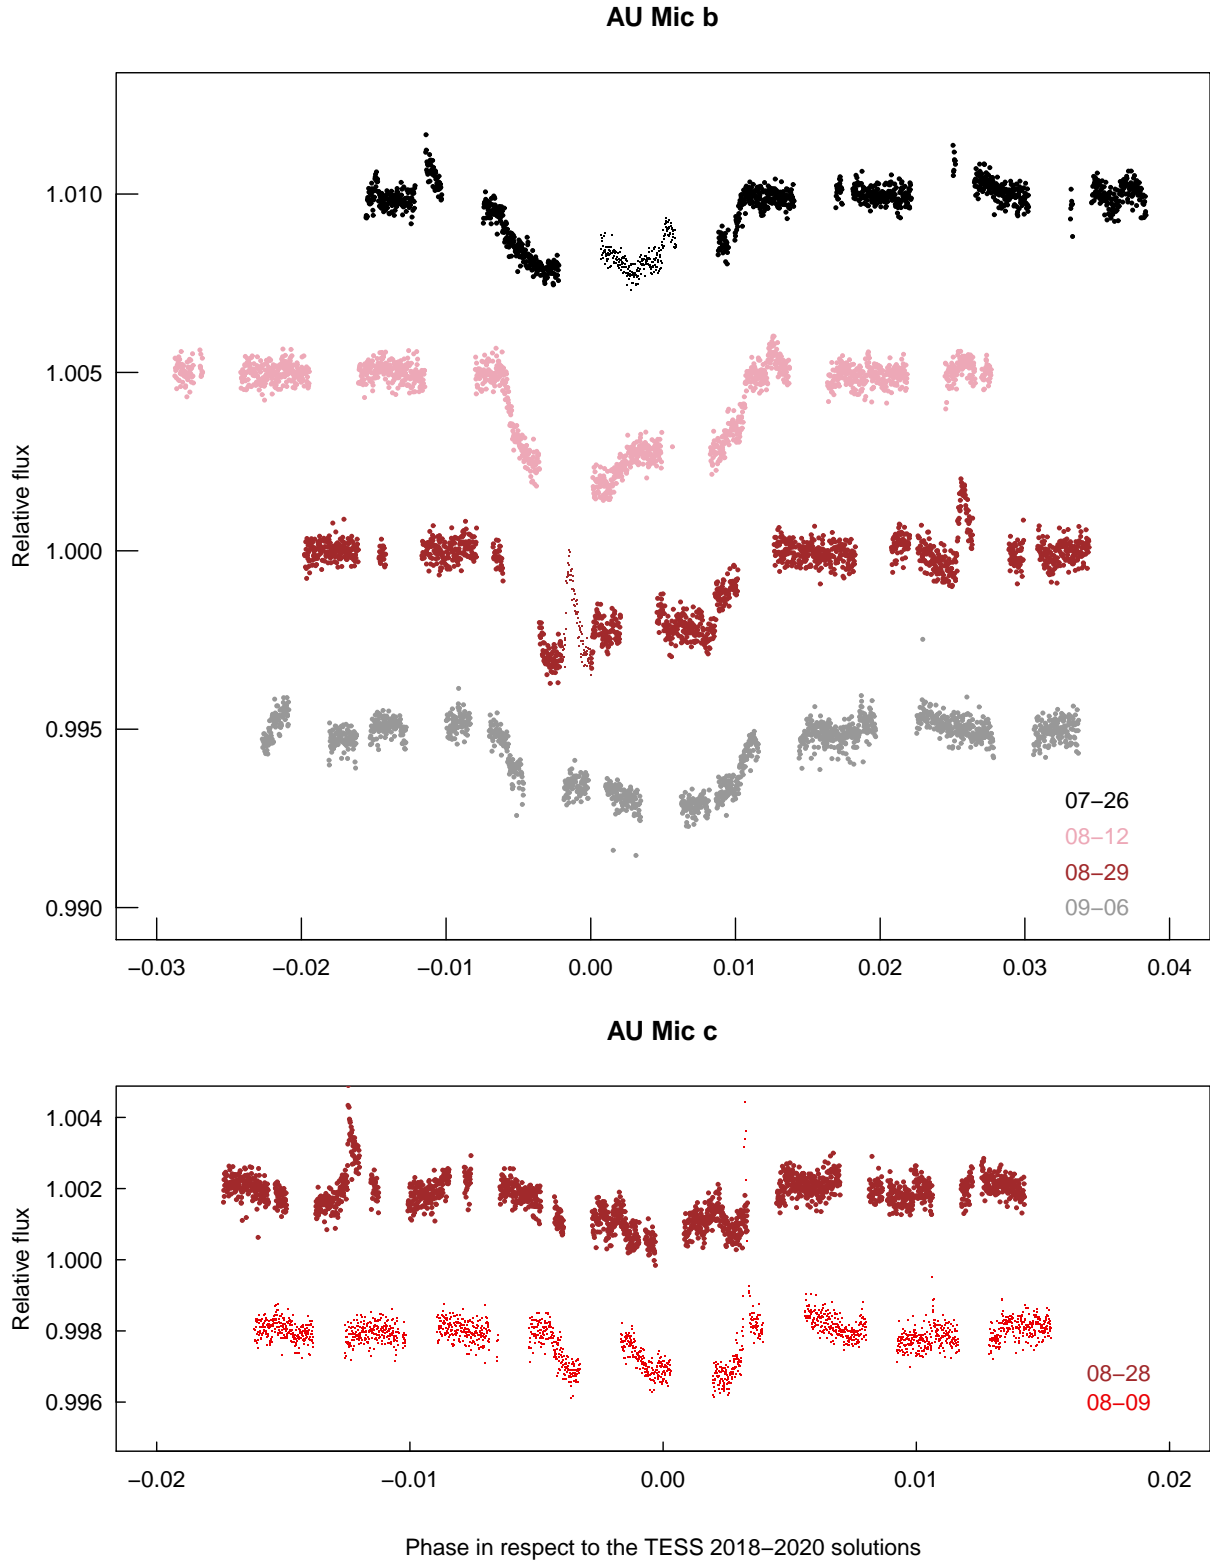 AU Mic b
1.010
1.005
1.000
0.995
0.990
Relative flux
07−26
08−12
08−29
09−06
−0.03 −0.02 −0.01 0.00 0.01 0.02 0.03 0.04
AU Mic c
1.004
1.002
1.000
0.998
0.996
Relative flux
08−28
08−09
−0.02 −0.01 0.00 0.01 0.02
Phase in respect to the TESS 2018−2020 solutions